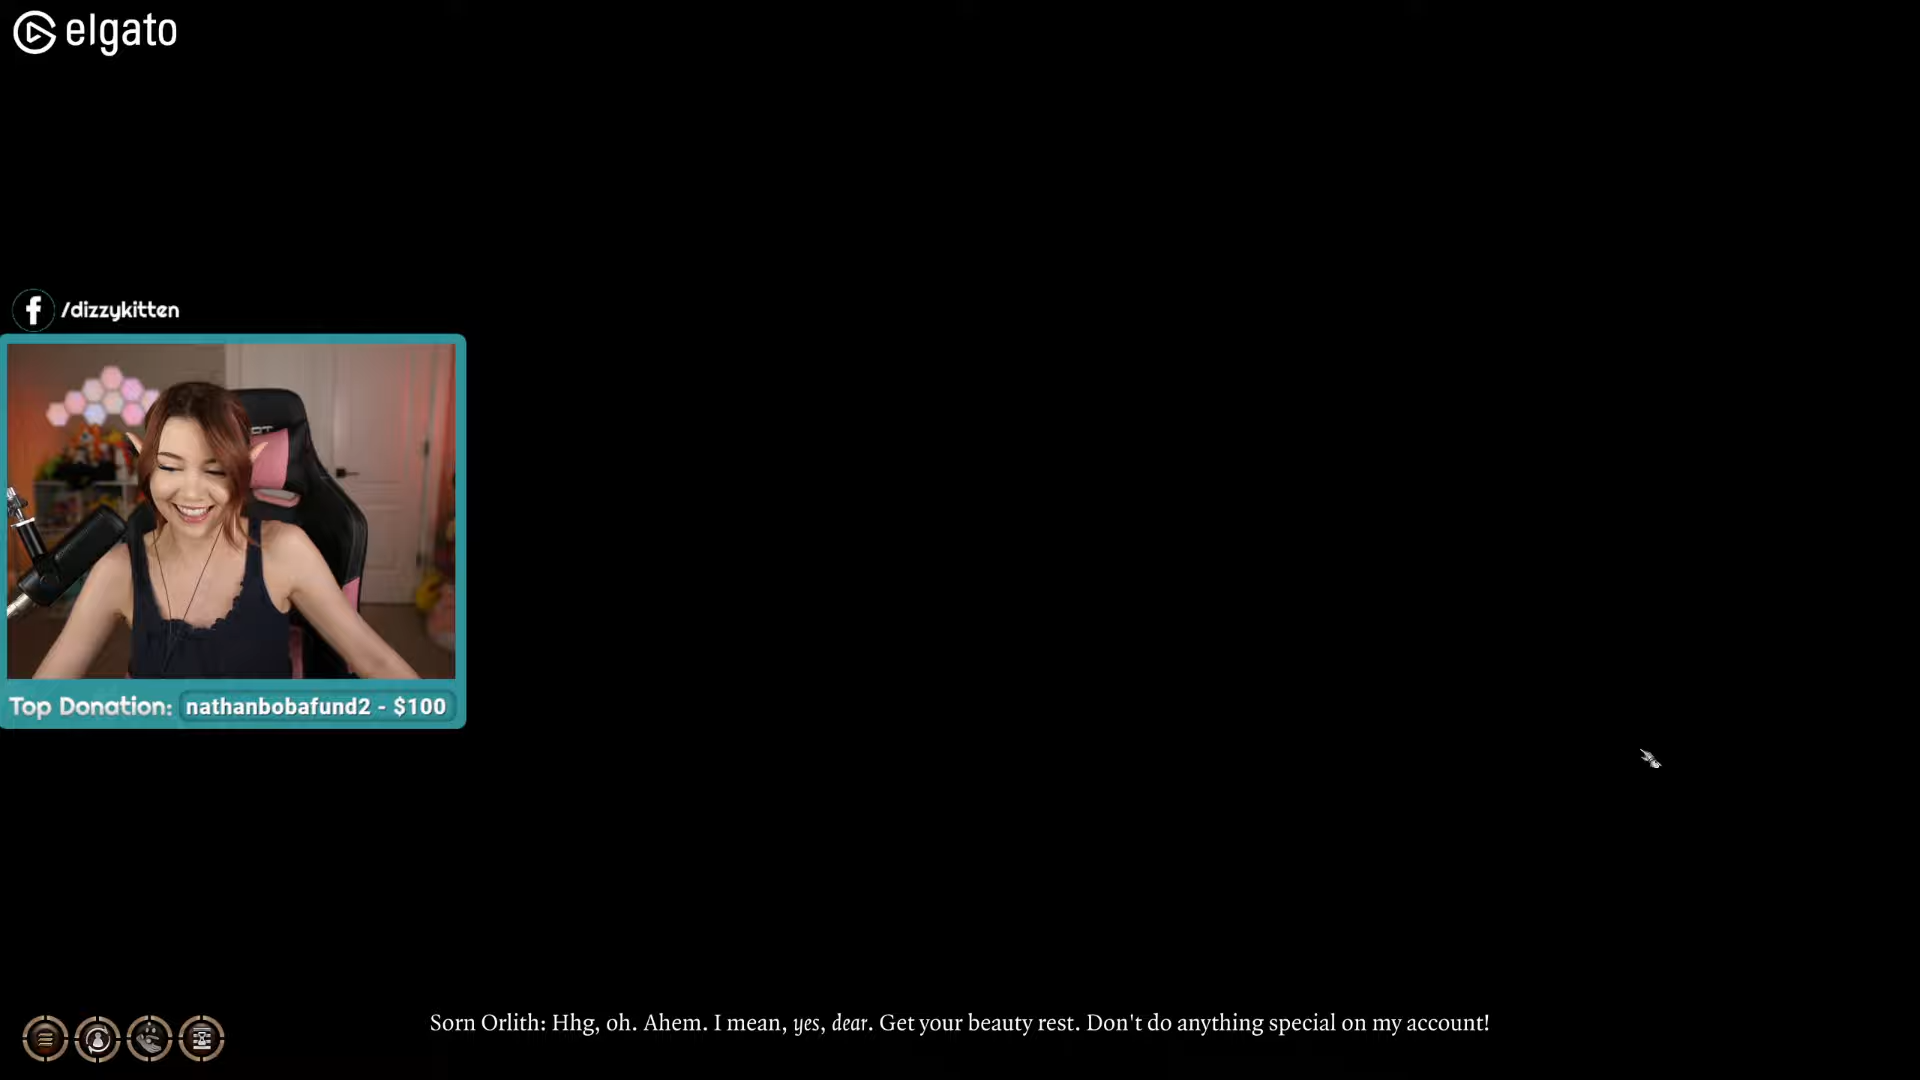 elgato
/dizzykitten
Top Donation: nathanbobafund2 - $100
Sorn Orlith: Hhg, oh. Ahem. I mean, yes, dear. Get your beauty rest. Don't do anything special on my account!